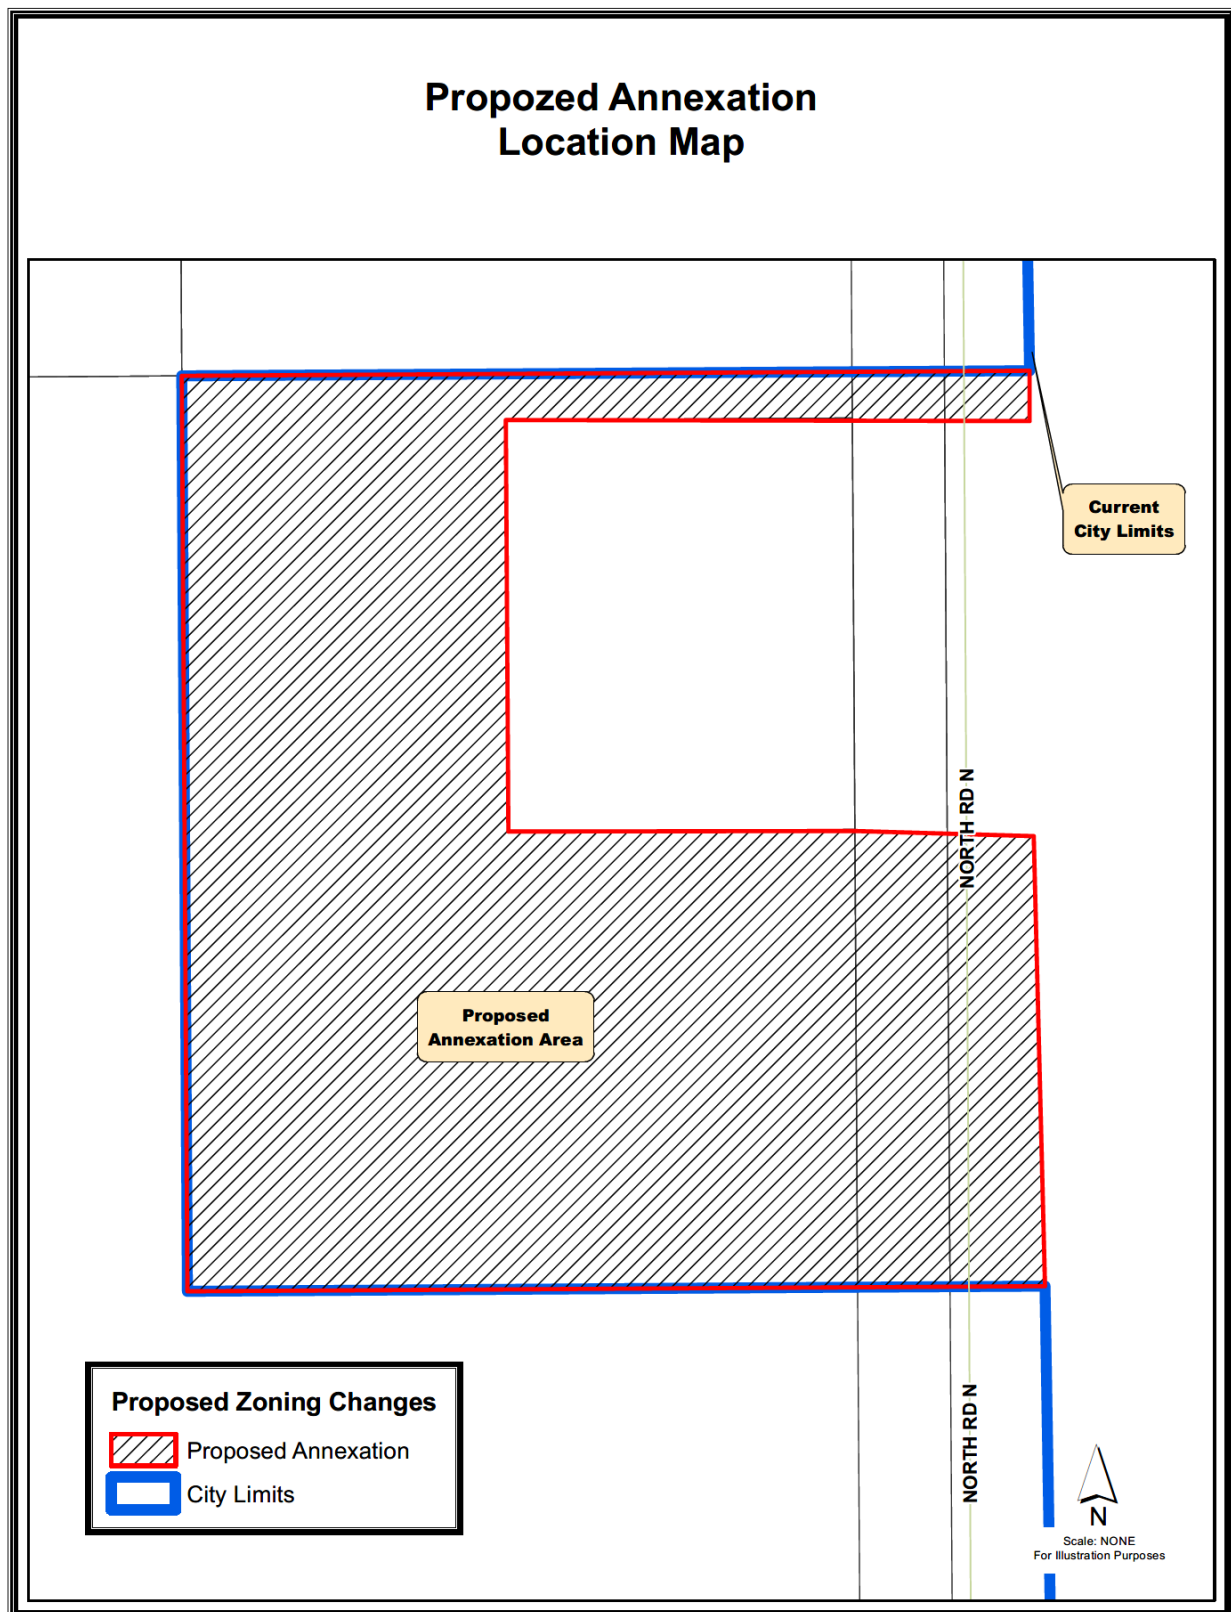 Propozed Annexation
Location Map
Current
City Limits
NORTH RD N
Proposed
Annexation Area
Proposed Zoning Changes
Proposed Annexation
City Limits
NORTH RD N
N
Scale: NONE
For Illustration Purposes